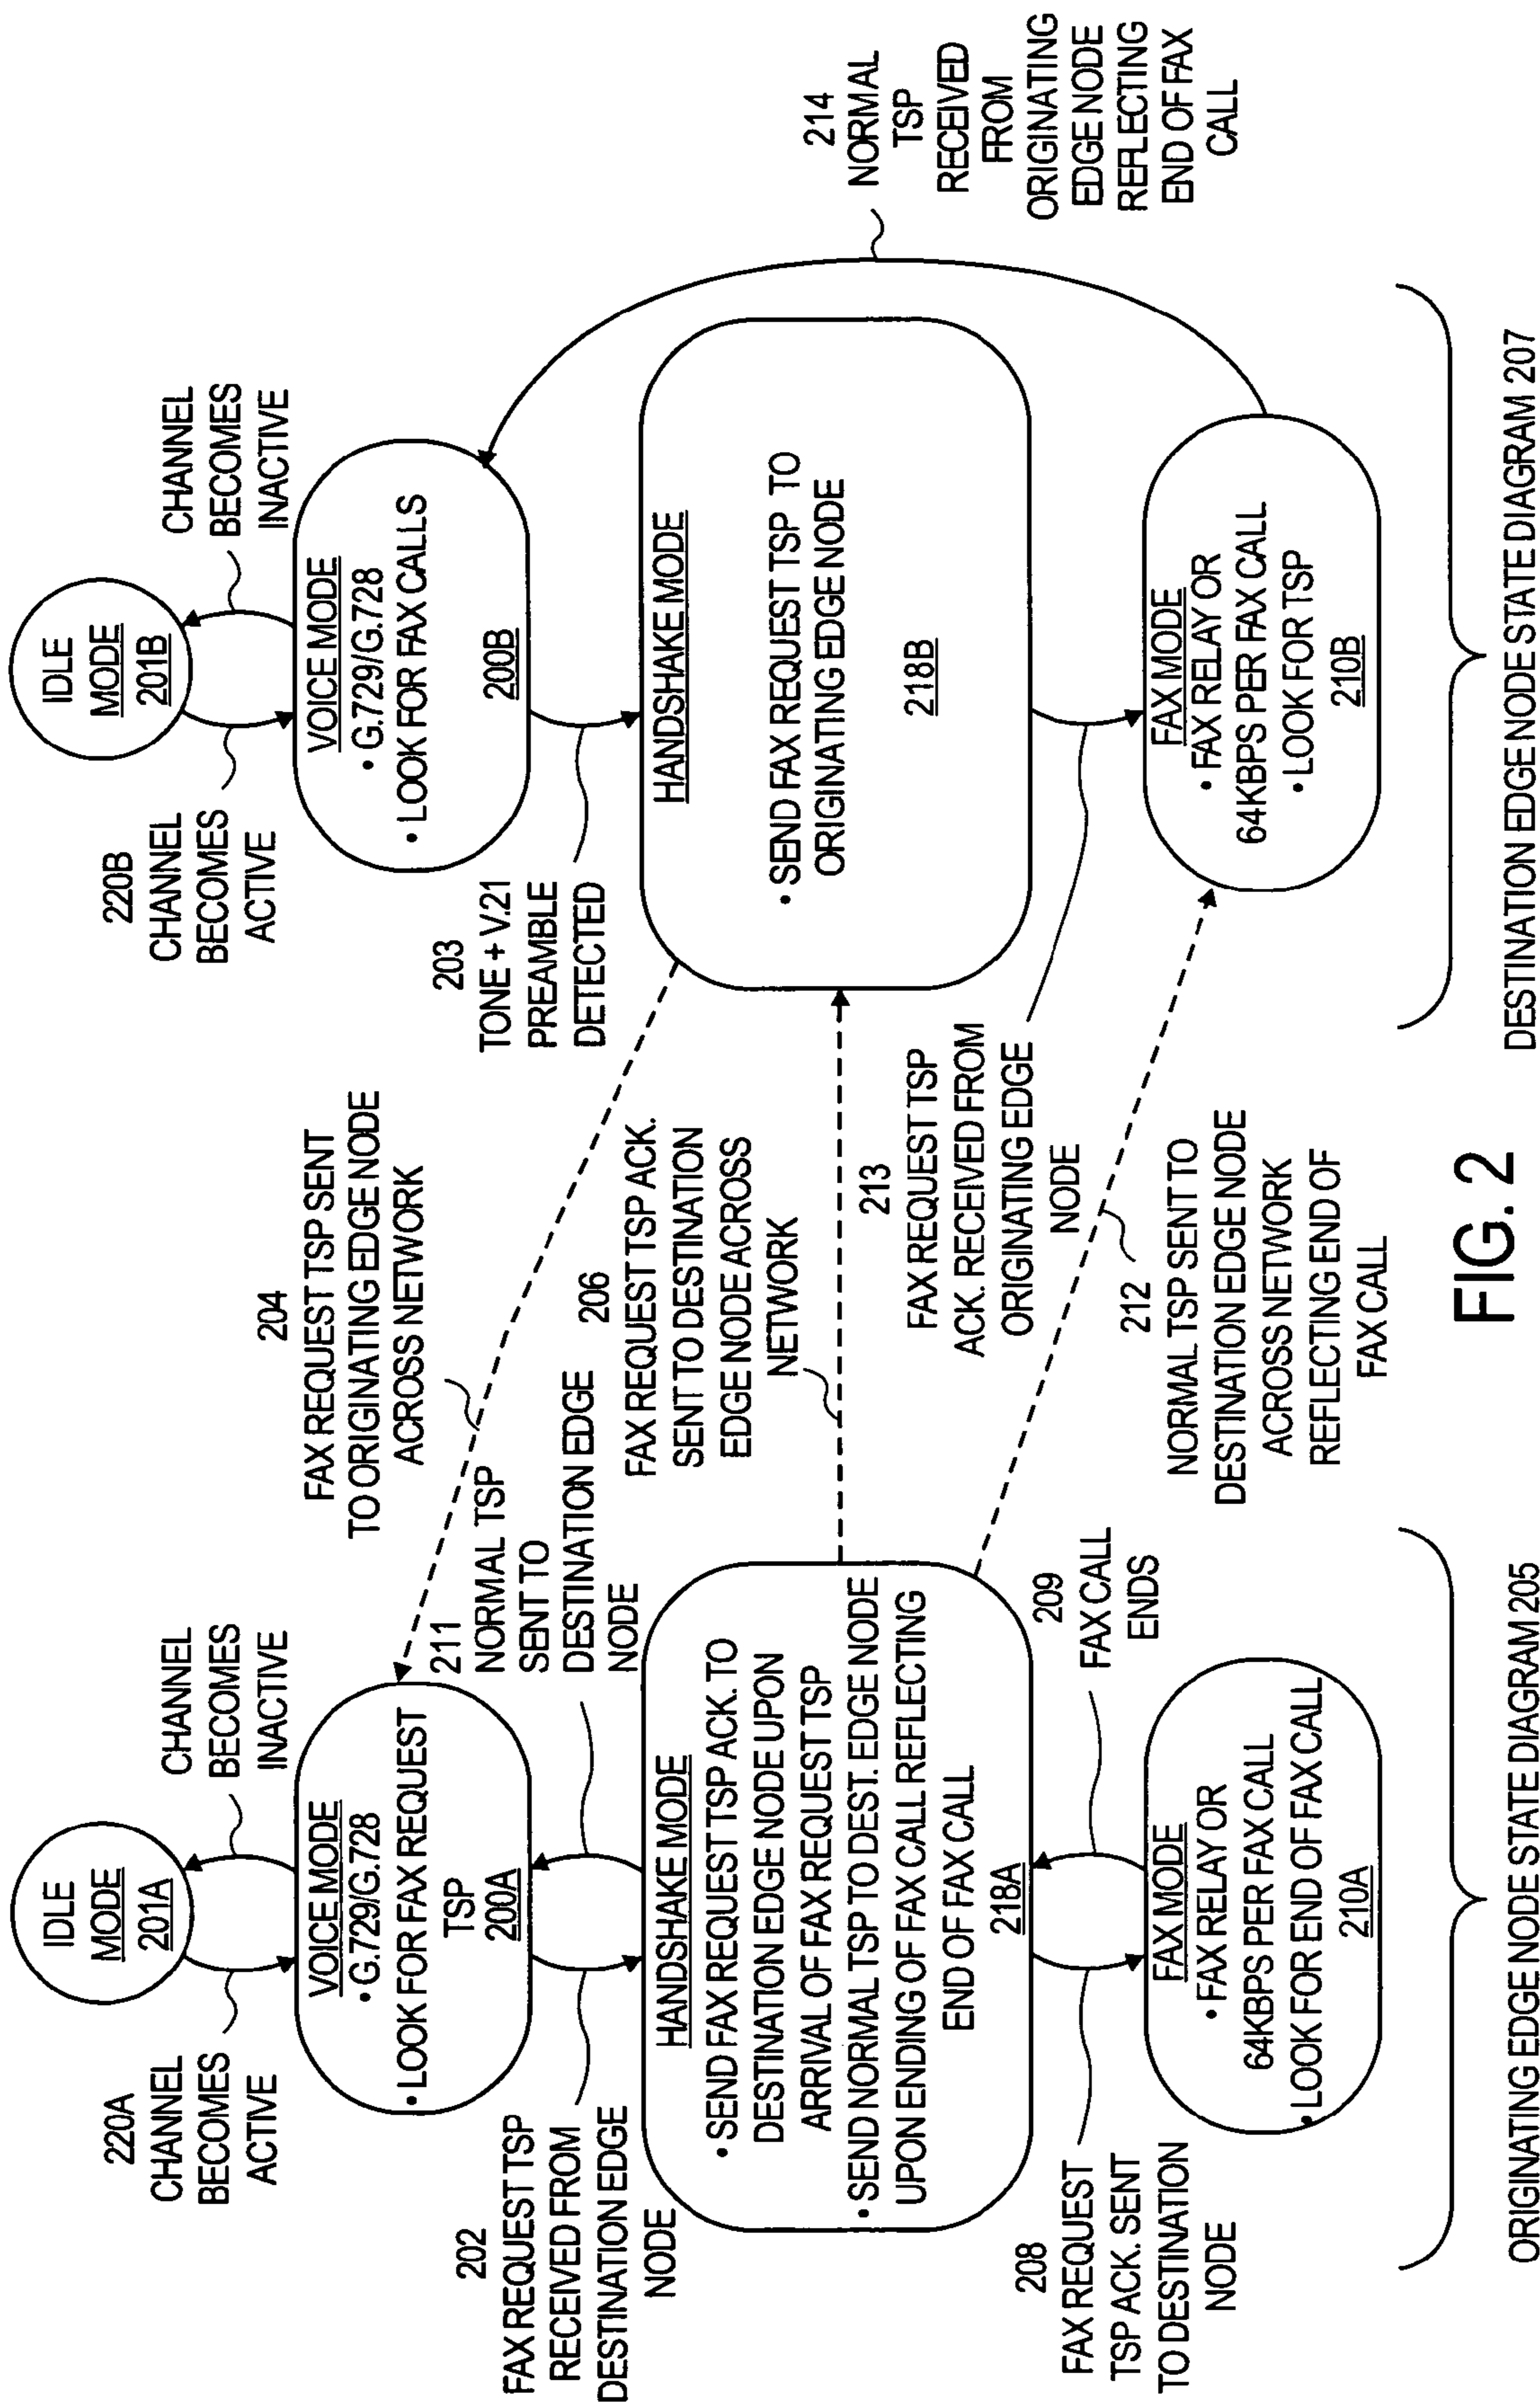 220A
CHANNEL
BECOMES
ACTIVE
IDLE
MODE
201A
CHANNEL
BECOMES
INACTIVE
VOICE MODE
• G.729/G.728
• LOOK FOR FAX REQUEST
TSP
200A
202
FAX REQUEST TSP
RECEIVED FROM
DESTINATION EDGE
NODE
211
NORMAL TSP
SENT TO
DESTINATION EDGE
NODE
HANDSHAKE MODE
• SEND FAX REQUEST TSP ACK. TO
DESTINATION EDGE NODE UPON
ARRIVAL OF FAX REQUEST TSP
• SEND NORMAL TSP TO DEST. EDGE NODE
UPON ENDING OF FAX CALL REFLECTING
END OF FAX CALL
218A
208
FAX REQUEST
TSP ACK. SENT
TO DESTINATION
NODE
209
FAX CALL
ENDS
FAX MODE
• FAX RELAY OR
64KBPS PER FAX CALL
• LOOK FOR END OF FAX CALL
210A
ORIGINATING EDGE NODE STATE DIAGRAM 205
204
FAX REQUEST TSP SENT
TO ORIGINATING EDGE NODE
ACROSS NETWORK
206
FAX REQUEST TSP ACK.
SENT TO DESTINATION
EDGE NODE ACROSS
NETWORK
212
NORMAL TSP SENT TO
DESTINATION EDGE NODE
ACROSS NETWORK
REFLECTING END OF
FAX CALL
220B
CHANNEL
BECOMES
ACTIVE
IDLE
MODE
201B
CHANNEL
BECOMES
INACTIVE
VOICE MODE
• G.729/G.728
• LOOK FOR FAX CALLS
200B
203
TONE + V.21
PREAMBLE
DETECTED
HANDSHAKE MODE
• SEND FAX REQUEST TSP TO
ORIGINATING EDGE NODE
218B
213
FAX REQUEST TSP
ACK. RECEIVED FROM
ORIGINATING EDGE
NODE
FAX MODE
• FAX RELAY OR
64KBPS PER FAX CALL
• LOOK FOR TSP
210B
214
NORMAL
TSP
RECEIVED
FROM
ORIGINATING
EDGE NODE
REFLECTING
END OF FAX
CALL
DESTINATION EDGE NODE STATE DIAGRAM 207
FIG. 2